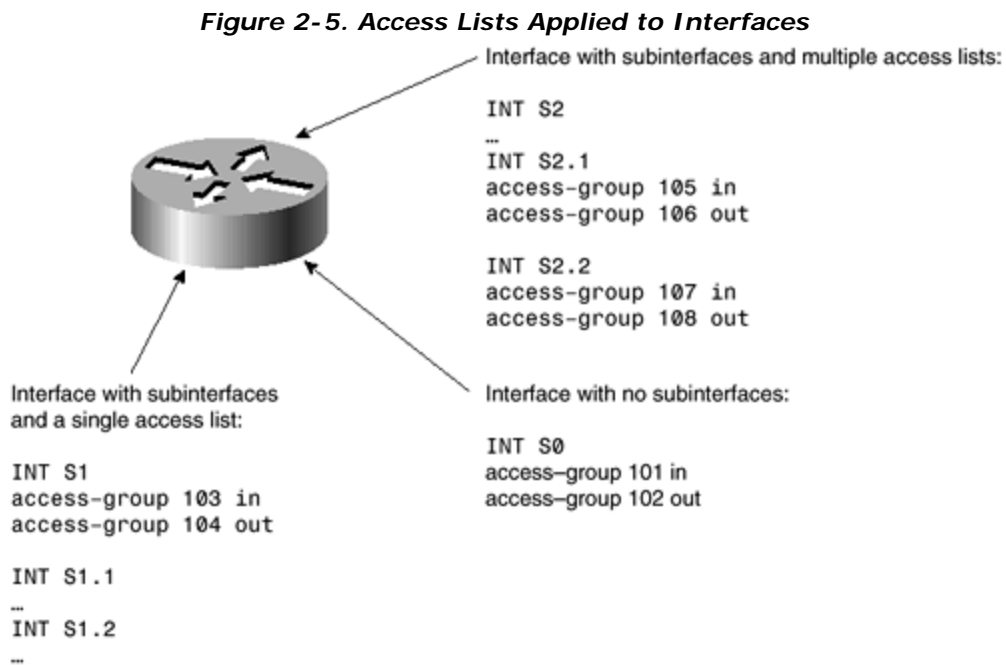 Figure 2-5. Access Lists Applied to Interfaces
Interface with subinterfaces and multiple access lists:
INT S2
…
INT S2.1
access-group 105 in
access-group 106 out
INT S2.2
access-group 107 in
access-group 108 out
Interface with subinterfaces
and a single access list:
INT S1
access-group 103 in
access-group 104 out
INT S1.1
…
INT S1.2
…
Interface with no subinterfaces:
INT S0
access–group 101 in
access–group 102 out